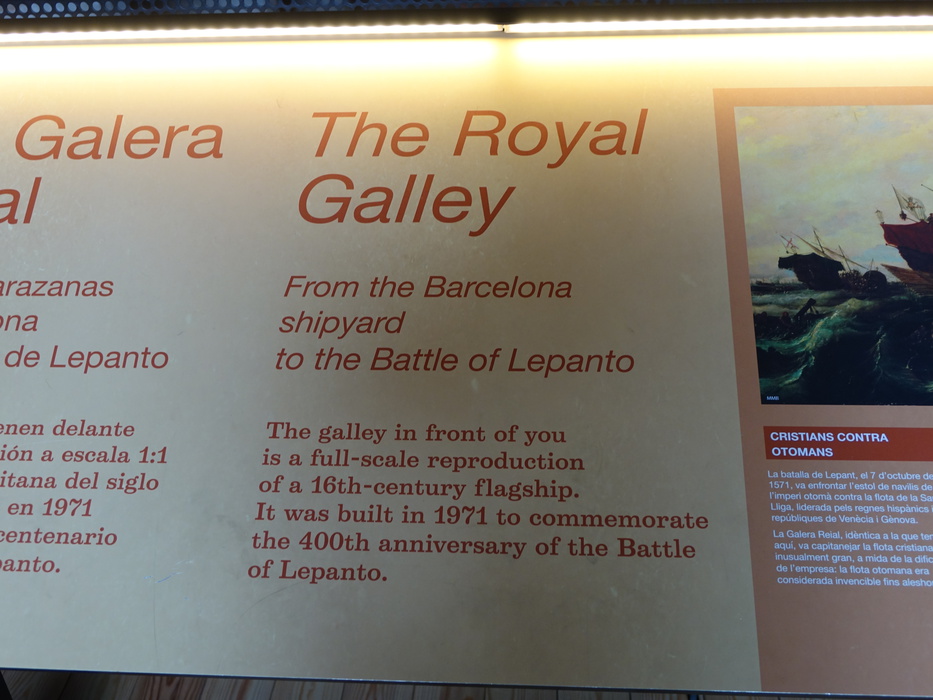 Galera
al
arazanas
ona
de Lepanto
enen delante
ión a escala 1:1
itana del siglo
en 1971
centenario
panto.
The Royal
Galley
From the Barcelona
shipyard
to the Battle of Lepanto
The galley in front of you
is a full-scale reproduction
of a 16th-century flagship.
It was built in 1971 to commemorate
the 400th anniversary of the Battle
of Lepanto.
MMB
CRISTIANS CONTRA
OTOMANS
La batalla de Lepant, el 7 d'octubre de
1571, va enfrontar l'estol de navilis de
l'imperi otomà contra la flota de la Sa
Lliga, liderada pels regnes hispànics i
repúbliques de Venècia i Gènova.
La Galera Reial, idèntica a la que ten
aquí, va capitanejar la flota cristiana
inusualment gran, a mida de la dific
de l'empresa: la flota otomana era
considerada invencible fins alesho